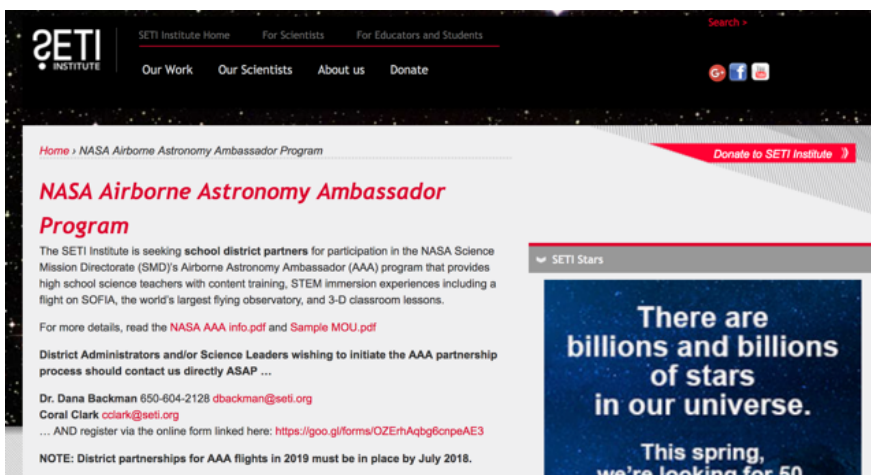 Search >
SETI
INSTITUTE
SETI Institute Home For Scientists For Educators and Students
Our Work Our Scientists About us Donate
Home › NASA Airborne Astronomy Ambassador Program
Donate to SETI Institute
NASA Airborne Astronomy Ambassador
Program
The SETI Institute is seeking school district partners for participation in the NASA Science
Mission Directorate (SMD)'s Airborne Astronomy Ambassador (AAA) program that provides
high school science teachers with content training, STEM immersion experiences including a
flight on SOFIA, the world's largest flying observatory, and 3-D classroom lessons.
For more details, read the NASA AAA info.pdf and Sample MOU.pdf
District Administrators and/or Science Leaders wishing to initiate the AAA partnership
process should contact us directly ASAP …
Dr. Dana Backman 650-604-2128 dbackman@seti.org
Coral Clark cclark@seti.org
… AND register via the online form linked here: https://goo.gl/forms/OZErhAqbg6cnpeAE3
NOTE: District partnerships for AAA flights in 2019 must be in place by July 2018.
SETI Stars
There are
billions and billions
of stars
in our universe.
This spring,
we're looking for 50